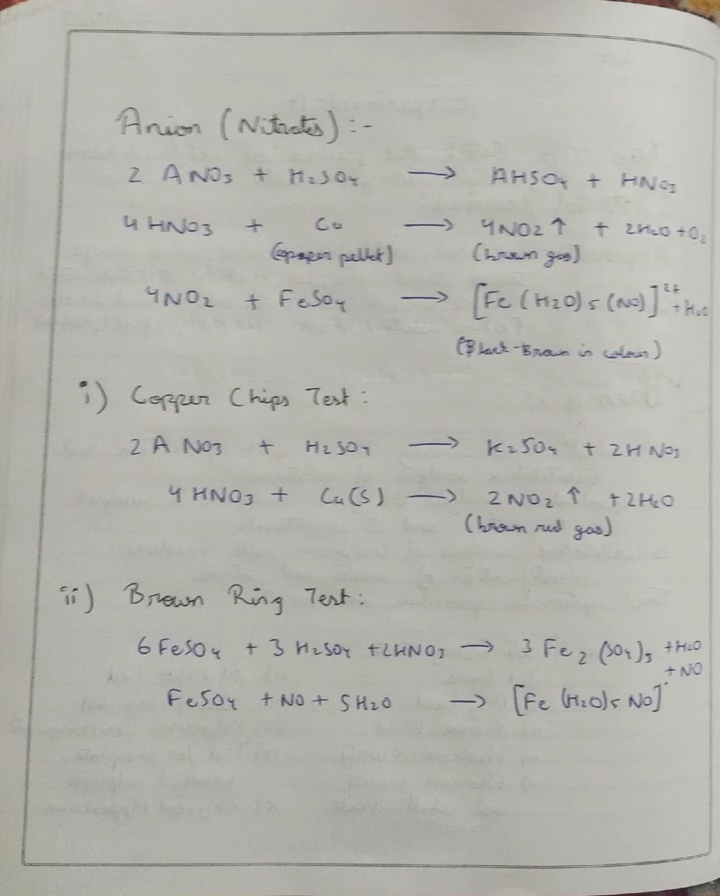 Anion (Nitrates) :-
2 ANO3 + H2SO4 → AHSO4 + HNO3
4 HNO3 + Cu → 4NO2 ↑ + 2H2O + O2
pellet) (brown gas)
4NO2 + FeSO4 → [Fe (H2O)5 (NO)]2+ + H2O
(Black-Brown in colour)
i) Copper Chips Test :
2 A NO3 + H2SO4 → K2SO4 + 2H NO3
4 HNO3 + Cu(S) → 2NO2 ↑ + 2H2O
(brown red gas)
ii) Brown Ring Test :
6 FeSO4 + 3 H2SO4 + 2HNO3 → 3 Fe2 (SO4)3 + H2O
+ NO
FeSO4 + NO + 5H2O → [Fe (H2O)5 NO]